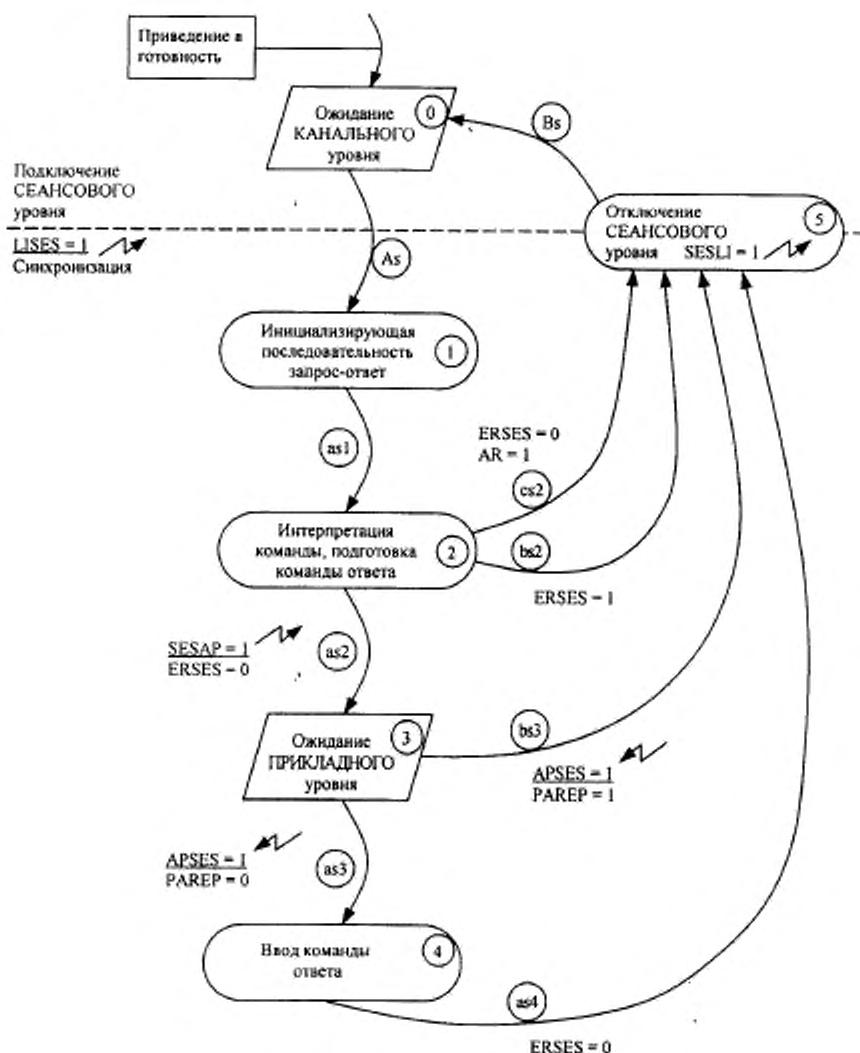 Приведение в
готовность
Ожидание
КАНАЛЬНОГО
уровня
0
Bs
Подключение
СЕАНСОВОГО
уровня
Отключение
СЕАНСОВОГО
уровня SESLI = 1
5
LISES = 1
Синхронизация
As
Инициализирующая
последовательность
запрос-ответ
1
as1
ERSES = 0
AR = 1
cs2
Интерпретация
команды, подготовка
команды ответа
2
bs2
ERSES = 1
SESAP = 1
ERSES = 0
as2
Ожидание
ПРИКЛАДНОГО
уровня
3
bs3
APSES = 1
PAREP = 1
APSES = 1
PAREP = 0
as3
Ввод команды
ответа
4
as4
ERSES = 0